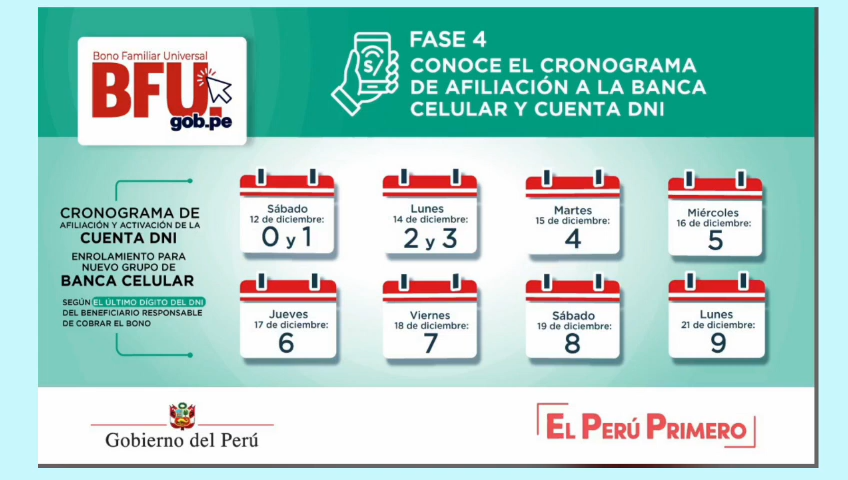 Bono Familiar Universal
BFU.
gob.pe
S/
FASE 4
CONOCE EL CRONOGRAMA
DE AFILIACIÓN A LA BANCA
CELULAR Y CUENTA DNI
CRONOGRAMA DE
AFILIACIÓN Y ACTIVACIÓN DE LA
CUENTA DNI
ENROLAMIENTO PARA
NUEVO GRUPO DE
BANCA CELULAR
SEGÚN EL ÚLTIMO DÍGITO DEL DNI
DEL BENEFICIARIO RESPONSABLE
DE COBRAR EL BONO
Sábado
12 de diciembre:
0 y 1
Lunes
14 de diciembre:
2 y 3
Martes
15 de diciembre:
4
Miércoles
16 de diciembre:
5
Jueves
17 de diciembre:
6
Viernes
18 de diciembre:
7
Sábado
19 de diciembre:
8
Lunes
21 de diciembre:
9
Gobierno del Perú
EL PERÚ PRIMERO